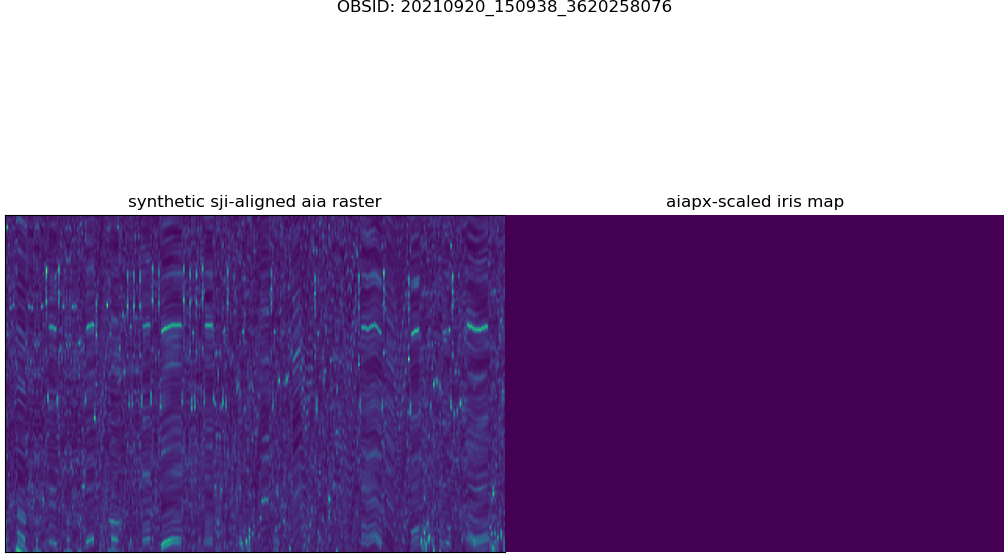 OBSID: 20210920_150938_3620258076
synthetic sji-aligned aia raster
aiapx-scaled iris map